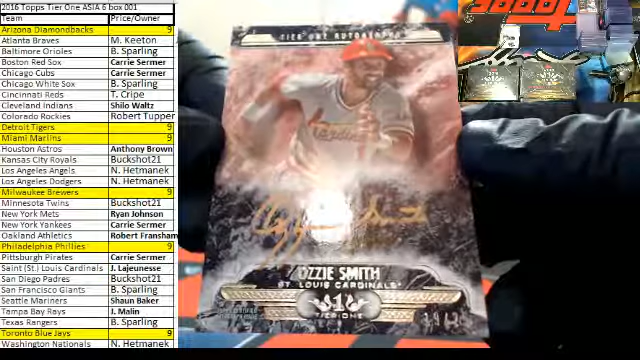 2016 Topps Tier One ASIA 6 box 001
Team Price/Owner
Arizona Diamondbacks 9
Atlanta Braves M. Keeton
Baltimore Orioles B. Sparling
Boston Red Sox Carrie Sermer
Chicago Cubs Carrie Sermer
Chicago White Sox B. Sparling
Cincinnati Reds T. Cripe
Cleveland Indians Shilo Waltz
Colorado Rockies Robert Tupper
Detroit Tigers 9
Miami Marlins 9
Houston Astros Anthony Brown
Kansas City Royals Buckshot21
Los Angeles Angels N. Hetmanek
Los Angeles Dodgers N. Hetmanek
Milwaukee Brewers 9
Minnesota Twins Buckshot21
New York Mets Ryan Johnson
New York Yankees Carrie Sermer
Oakland Athletics Robert Fransham
Philadelphia Phillies 9
Pittsburgh Pirates Carrie Sermer
Saint (St.) Louis Cardinals J. Lajeunesse
San Diego Padres Buckshot21
San Francisco Giants B. Sparling
Seattle Mariners Shaun Baker
Tampa Bay Rays J. Malin
Texas Rangers B. Sparling
Toronto Blue Jays 9
Washington Nationals N. Hetmanek
TIER ONE AUTOGRAPHS
Cardinals
Ozzie Smith
OZZIE SMITH
ST. LOUIS CARDINALS
1
TIER ONE